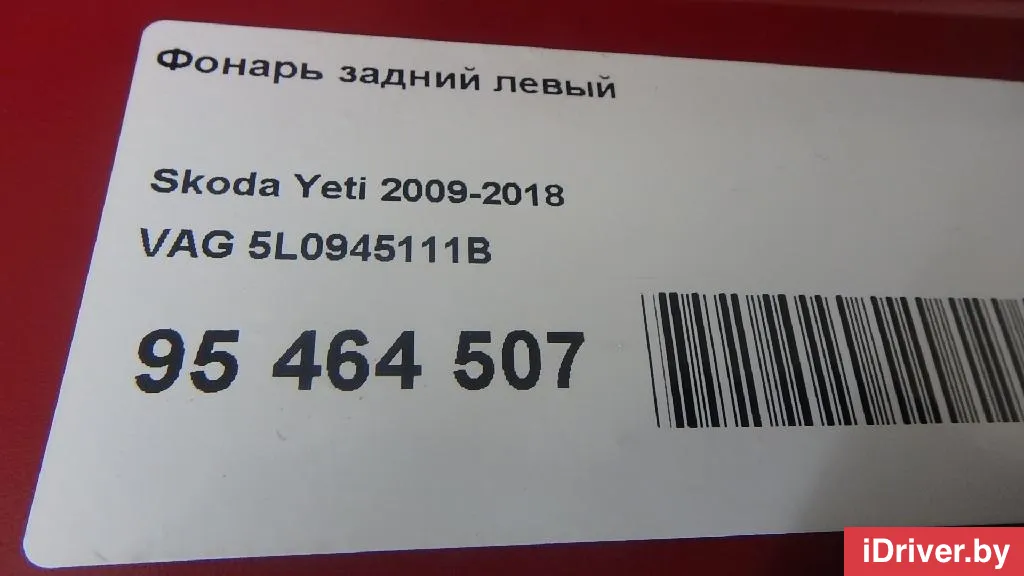 Фонарь задний левый
Skoda Yeti 2009-2018
VAG 5L0945111B
95 464 507
iDriver.by